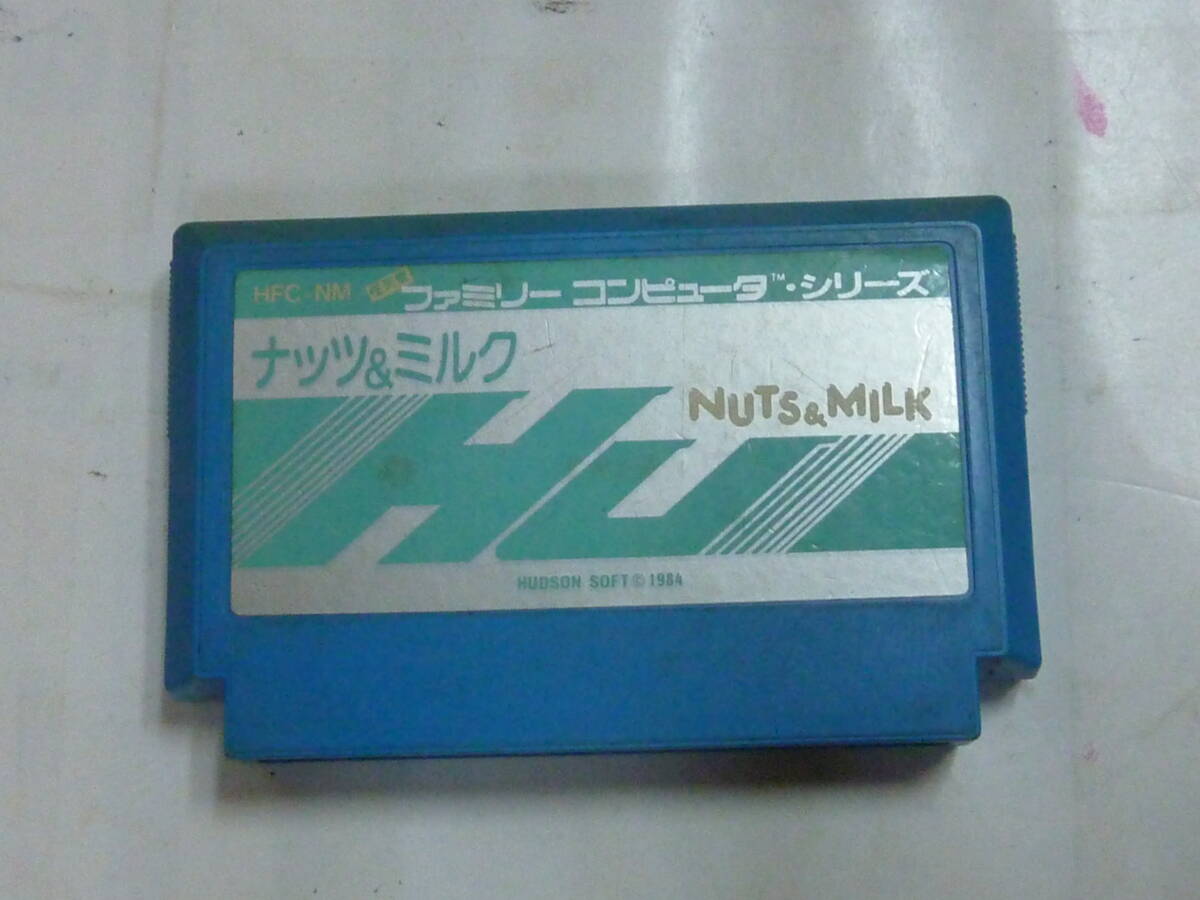 HFC-NM ファミリー コンピュータ™・シリーズ
ナッツ&ミルク
NUTS&MILK
HU
HUDSON SOFT © 1984